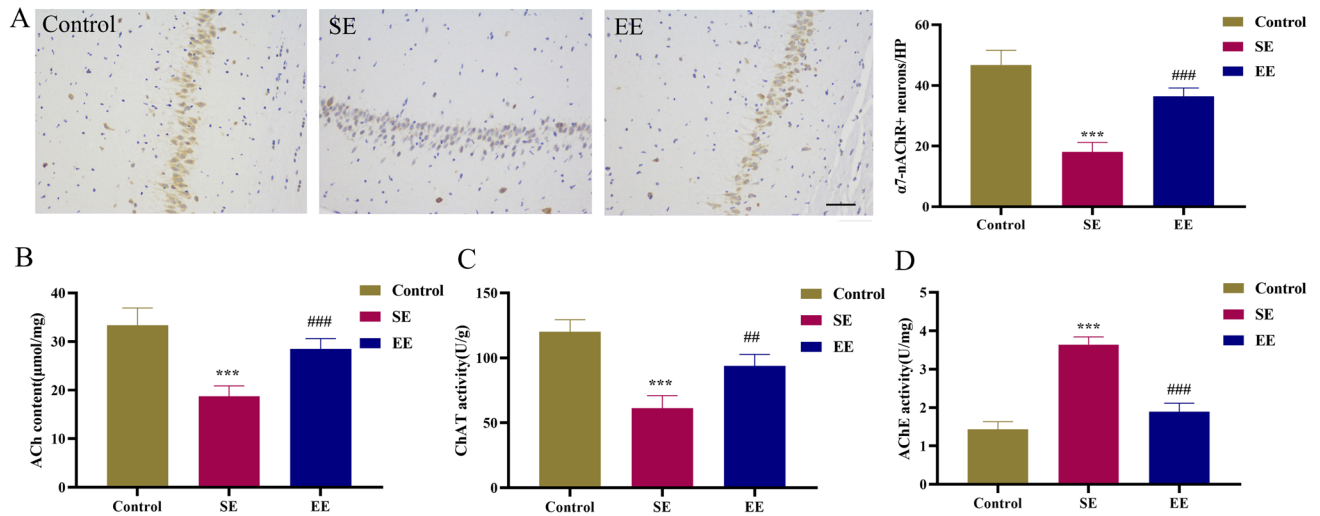 A
Control
SE
EE
α7-nAChR+ neurons/HP
60
40
20
0
***
###
Control
SE
EE
Control
SE
EE
B
ACh content(μmol/mg)
40
30
20
10
0
***
###
Control
SE
EE
Control
SE
EE
C
ChAT activity(U/g)
150
100
50
0
***
##
Control
SE
EE
Control
SE
EE
D
AChE activity(U/mg)
5
4
3
2
1
0
***
###
Control
SE
EE
Control
SE
EE